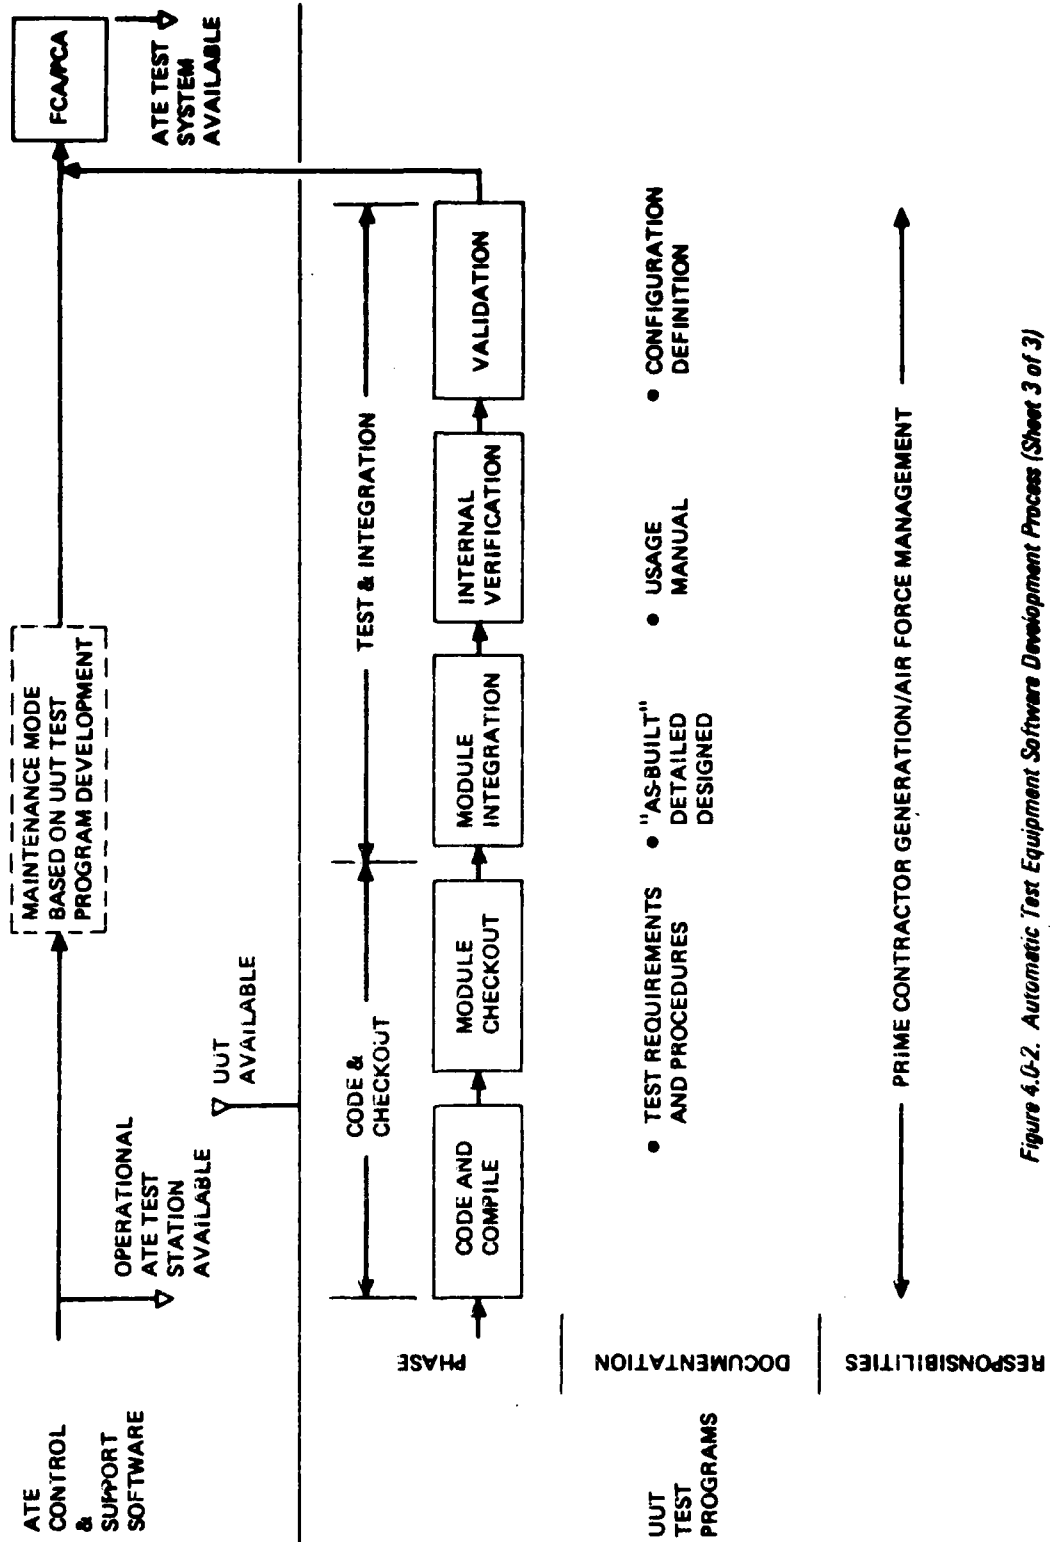 ATE
CONTROL
&
SUPPORT
SOFTWARE
OPERATIONAL
ATE TEST
STATION
AVAILABLE
UUT
AVAILABLE
MAINTENANCE MODE
BASED ON UUT TEST
PROGRAM DEVELOPMENT
FCA/PCA
ATE TEST
SYSTEM
AVAILABLE
UUT
TEST
PROGRAMS
PHASE
CODE &
CHECKOUT
TEST & INTEGRATION
CODE AND
COMPILE
MODULE
CHECKOUT
MODULE
INTEGRATION
INTERNAL
VERIFICATION
VALIDATION
DOCUMENTATION
• TEST REQUIREMENTS
AND PROCEDURES
• "AS-BUILT"
DETAILED
DESIGNED
• USAGE
MANUAL
• CONFIGURATION
DEFINITION
RESPONSIBILITIES
PRIME CONTRACTOR GENERATION/AIR FORCE MANAGEMENT
Figure 4.0-2. Automatic Test Equipment Software Development Process (Sheet 3 of 3)